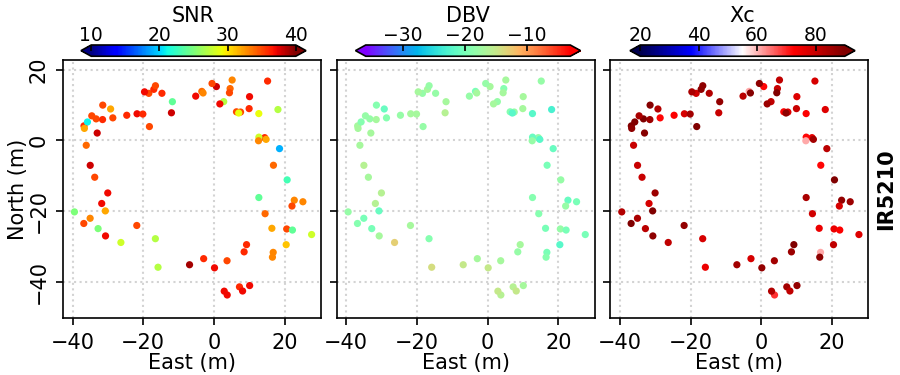 SNR DBV Xc
10 20 30 40 −30 −20 −10 20 40 60 80
20
0
−20
−40
North (m)
IR5210
−40 −20 0 20 −40 −20 0 20 −40 −20 0 20
East (m) East (m) East (m)